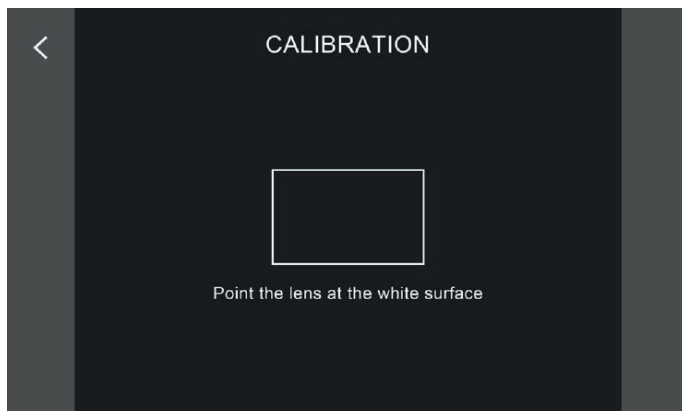 CALIBRATION
Point the lens at the white surface